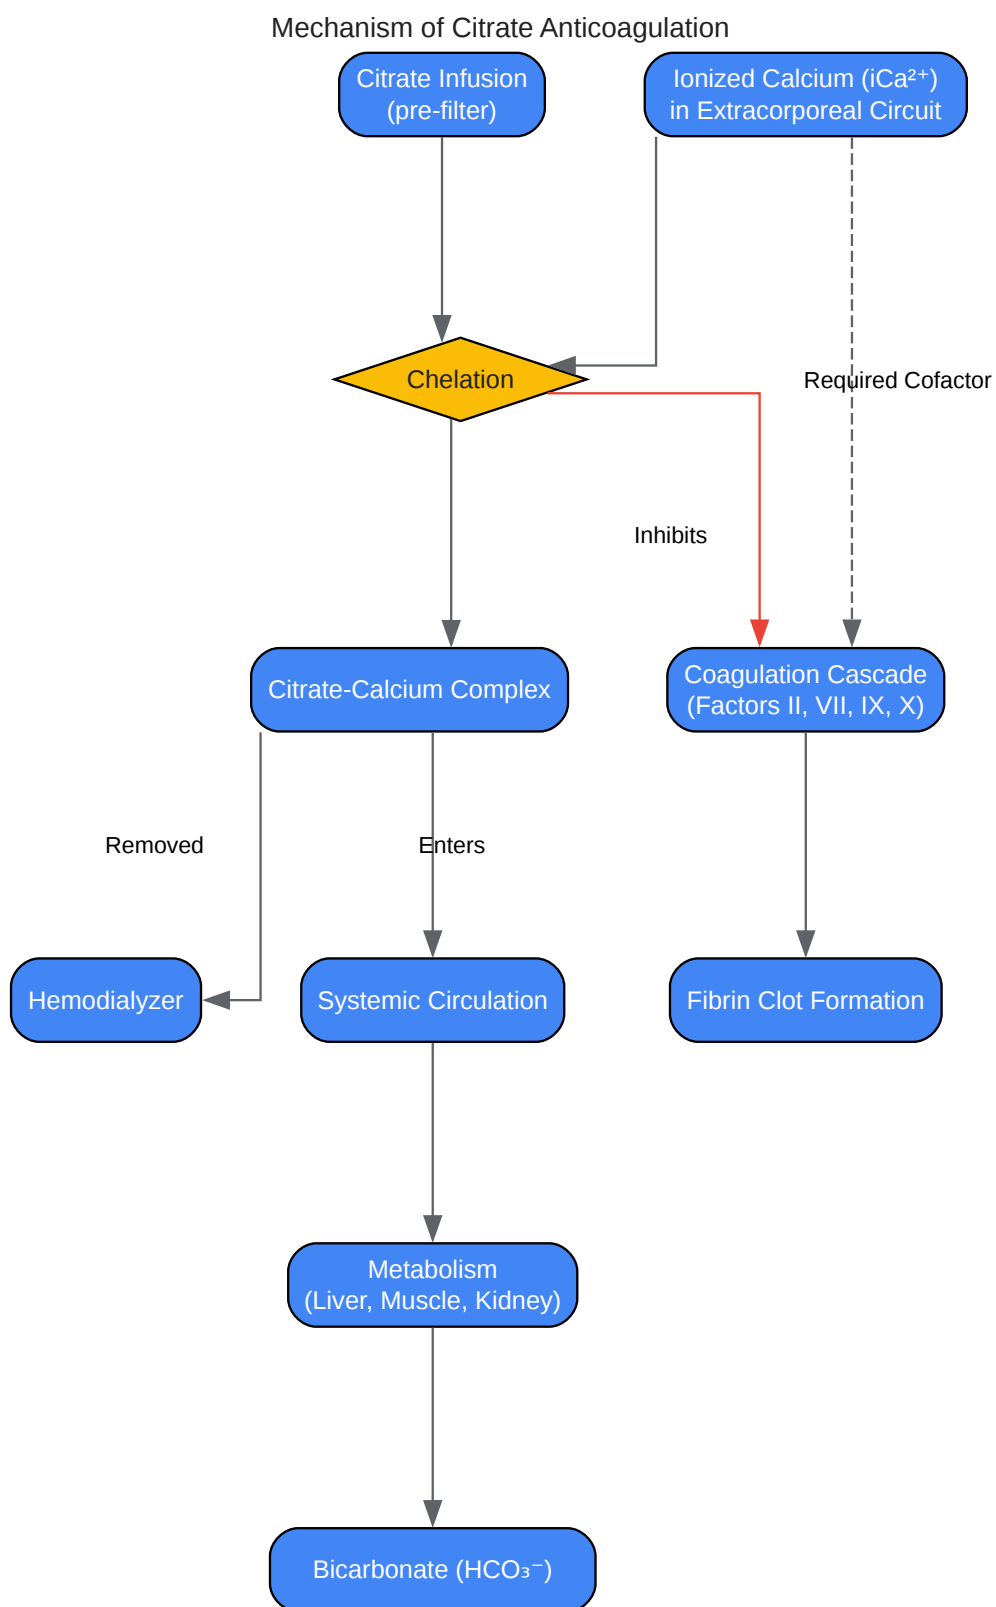 Mechanism of Citrate Anticoagulation
Citrate Infusion
(pre-filter)
Ionized Calcium (iCa²⁺)
in Extracorporeal Circuit
Chelation
Required Cofactor
Inhibits
Citrate-Calcium Complex
Coagulation Cascade
(Factors II, VII, IX, X)
Removed
Enters
Hemodialyzer
Systemic Circulation
Fibrin Clot Formation
Metabolism
(Liver, Muscle, Kidney)
Bicarbonate (HCO₃⁻)